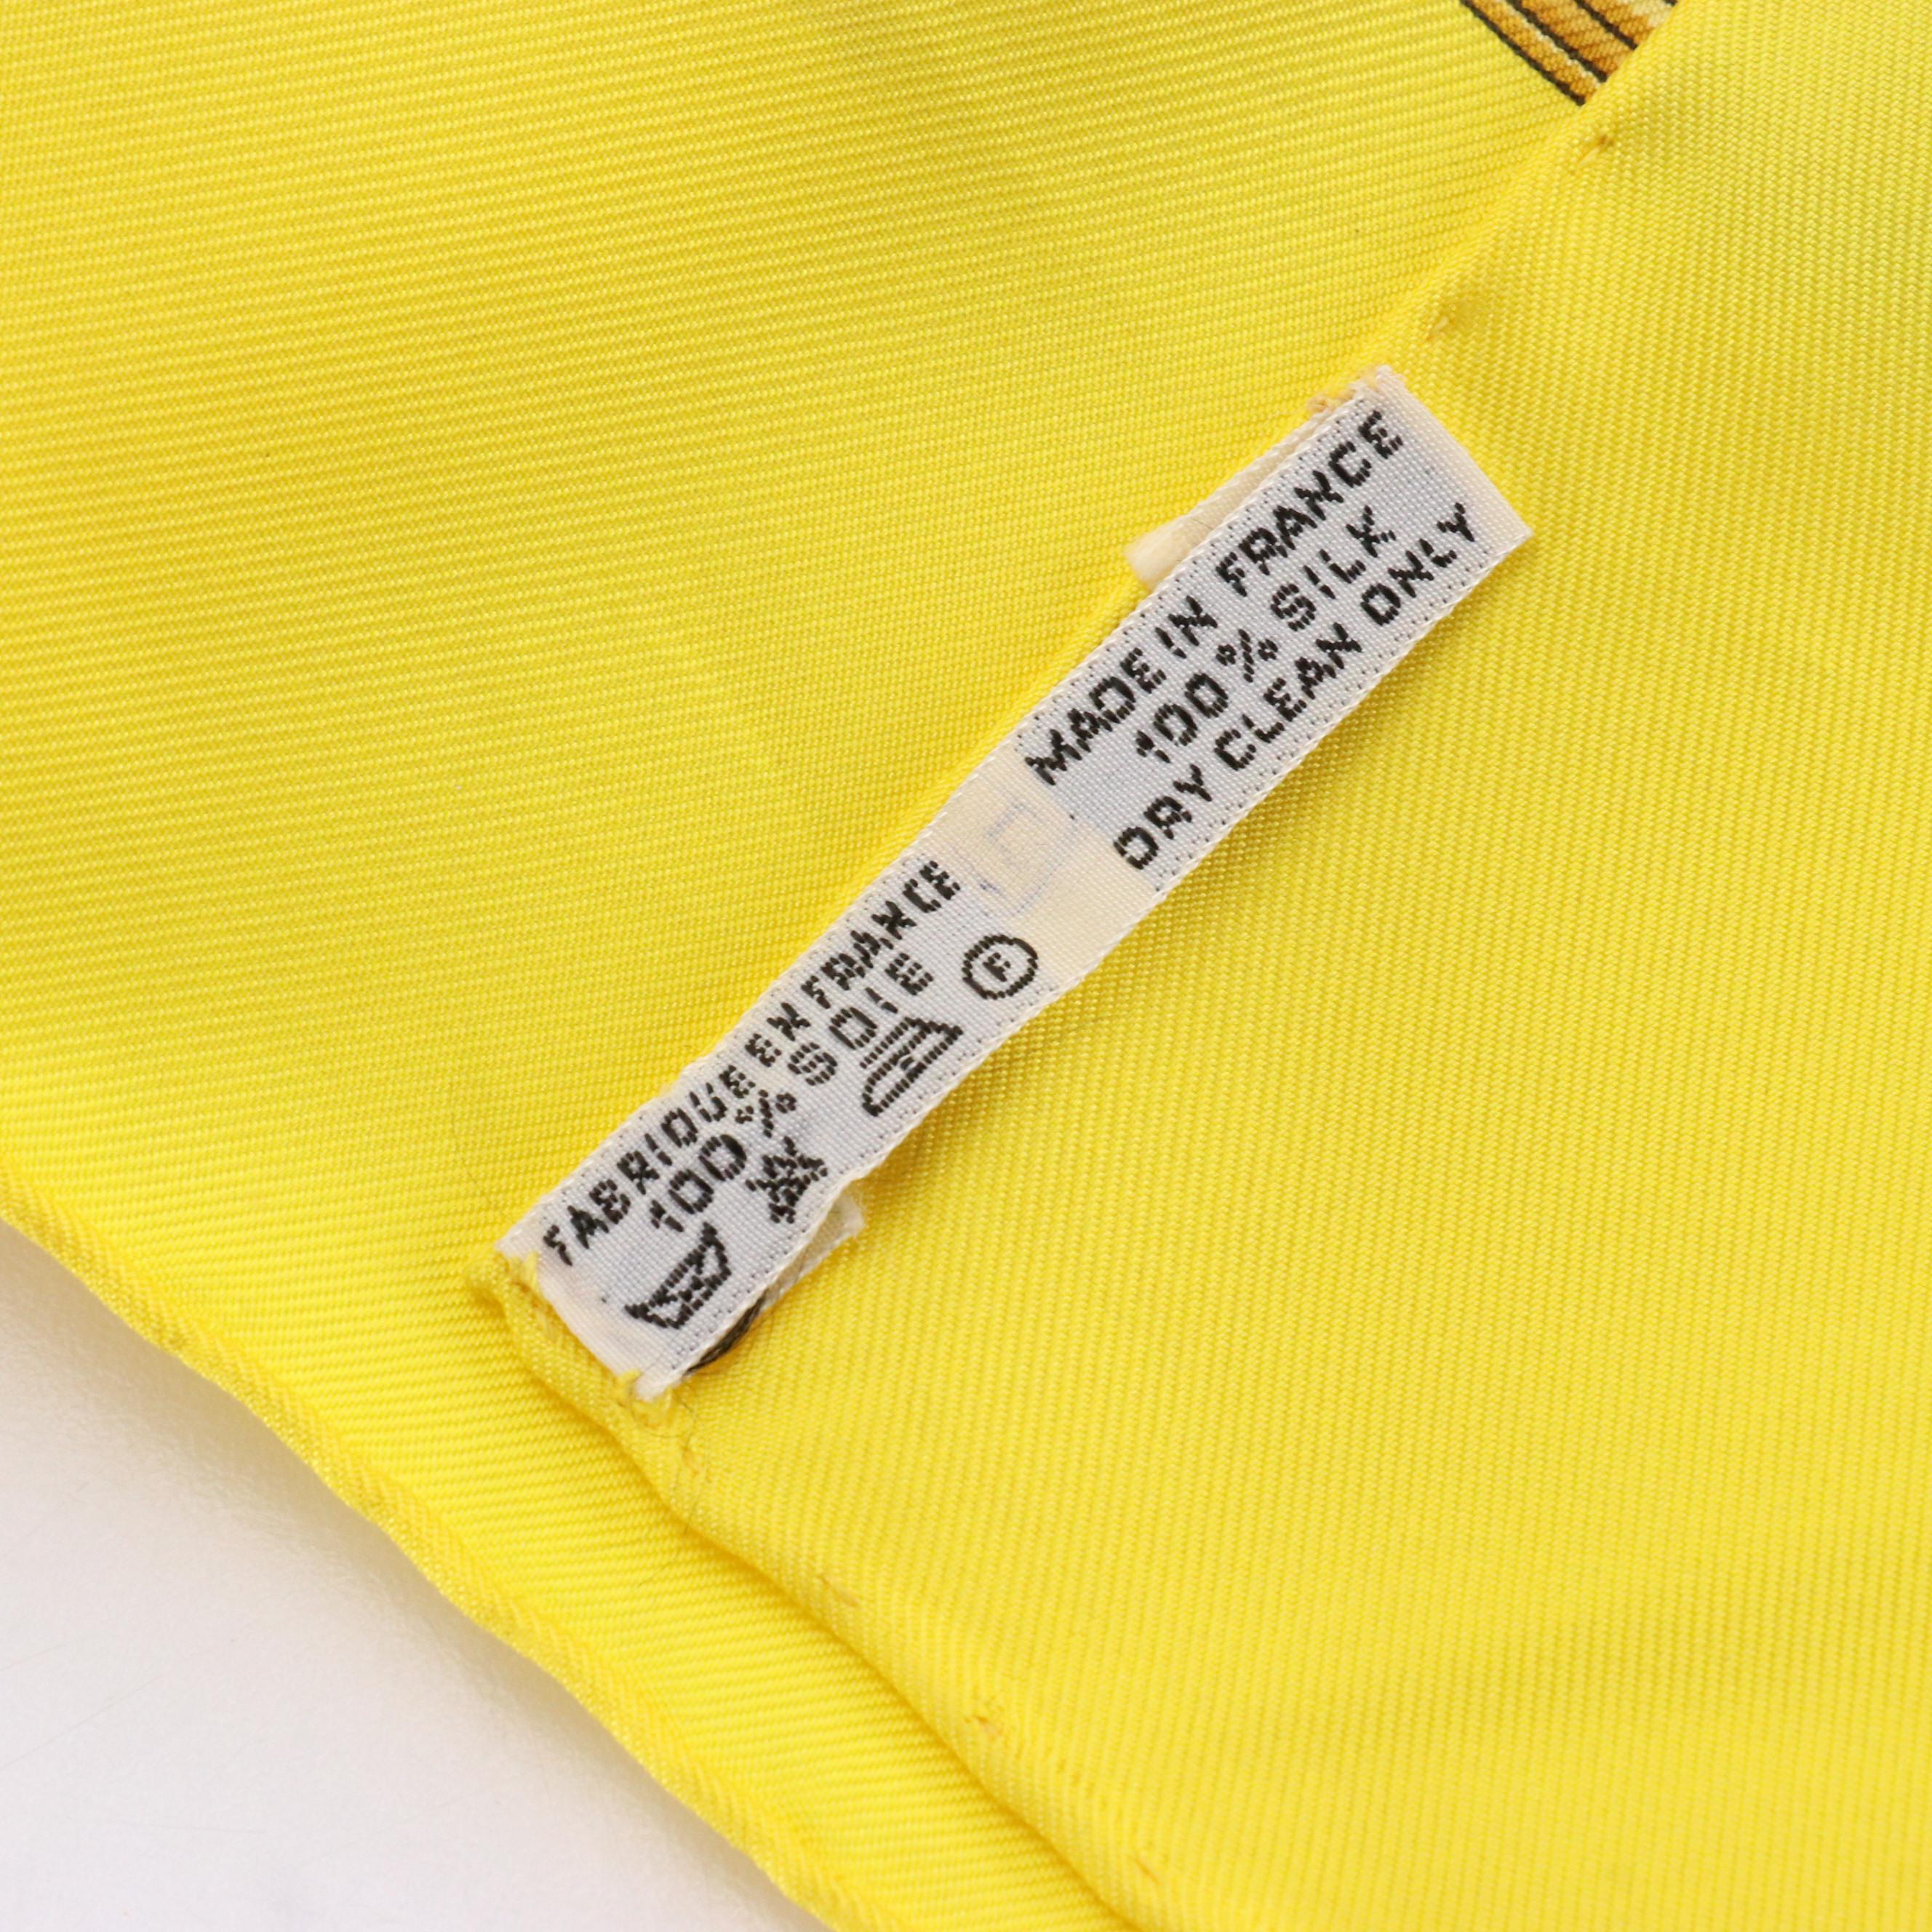 MADE IN FRANCE
100% SILK
DRY CLEAN ONLY
FABRIQUE EN FRANCE
100% SOIE
F